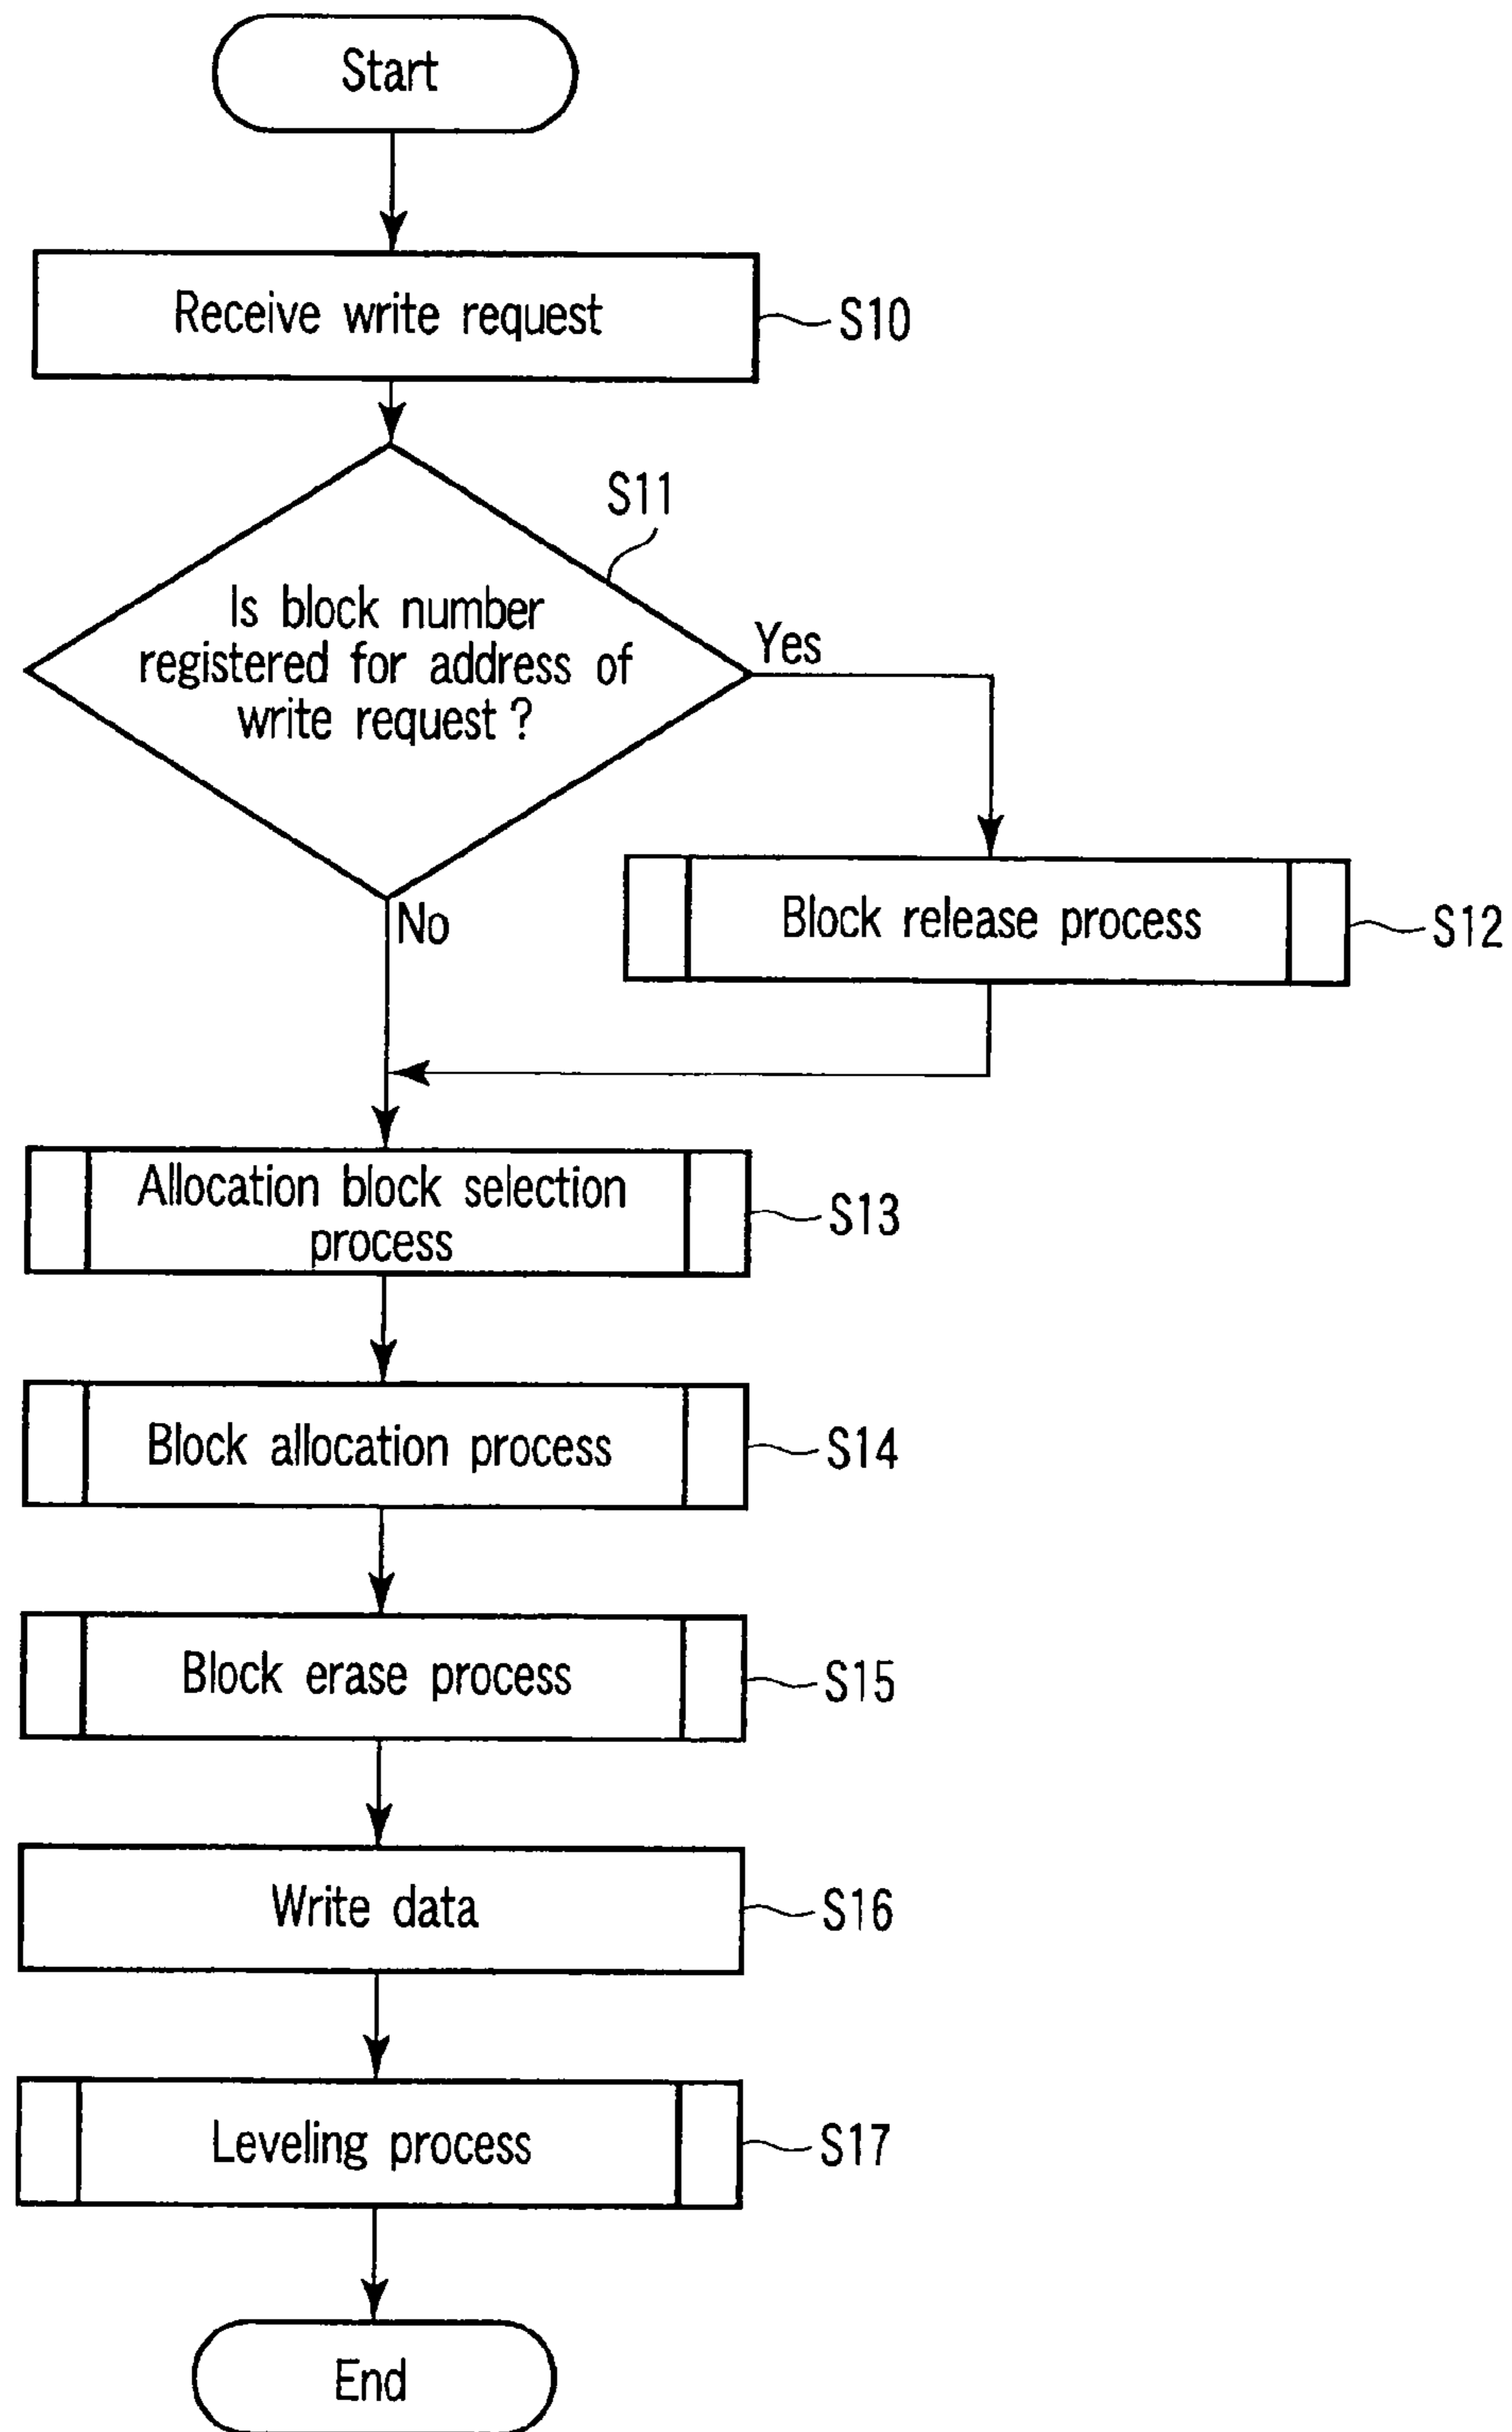 Start
Receive write request
S10
S11
Is block number
registered for address of
write request ?
Yes
No
Block release process
S12
Allocation block selection
process
S13
Block allocation process
S14
Block erase process
S15
Write data
S16
Leveling process
S17
End